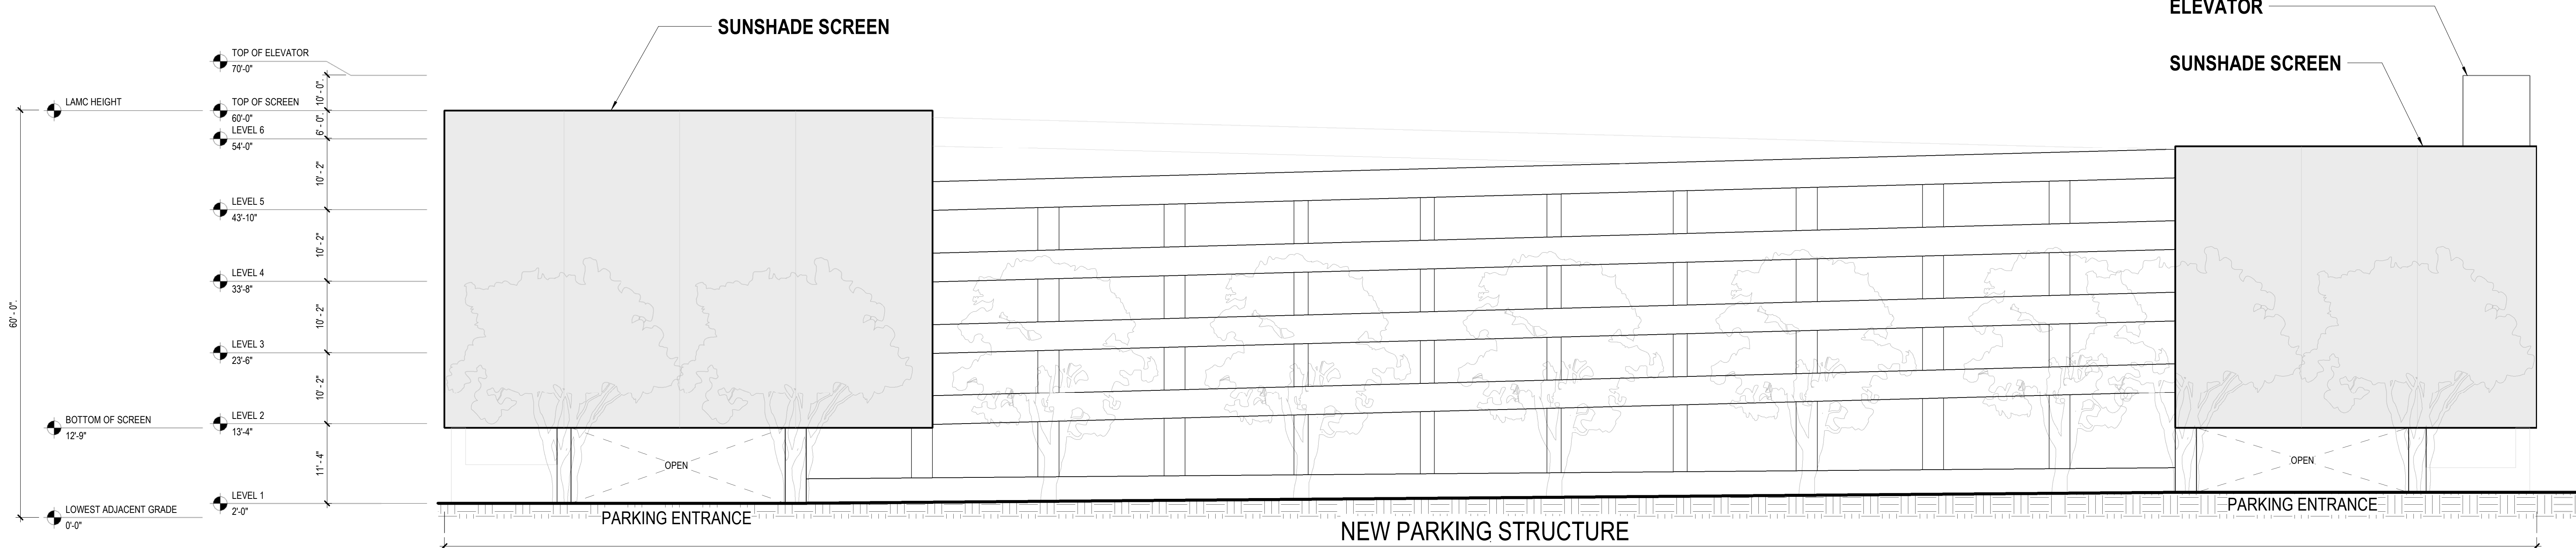 ELEVATOR
SUNSHADE SCREEN
SUNSHADE SCREEN
TOP OF ELEVATOR
70'-0"
10' - 0".
LAMC HEIGHT
TOP OF SCREEN
60'-0"
6' - 0".
LEVEL 6
54'-0"
10' - 2"
LEVEL 5
43'-10"
10' - 2"
LEVEL 4
33'-8"
60' - 0".
10' - 2"
LEVEL 3
23'-6"
10' - 2"
LEVEL 2
13'-4"
BOTTOM OF SCREEN
12'-9"
11' - 4"
OPEN
OPEN
LEVEL 1
2'-0"
LOWEST ADJACENT GRADE
0'-0"
PARKING ENTRANCE
PARKING ENTRANCE
NEW PARKING STRUCTURE